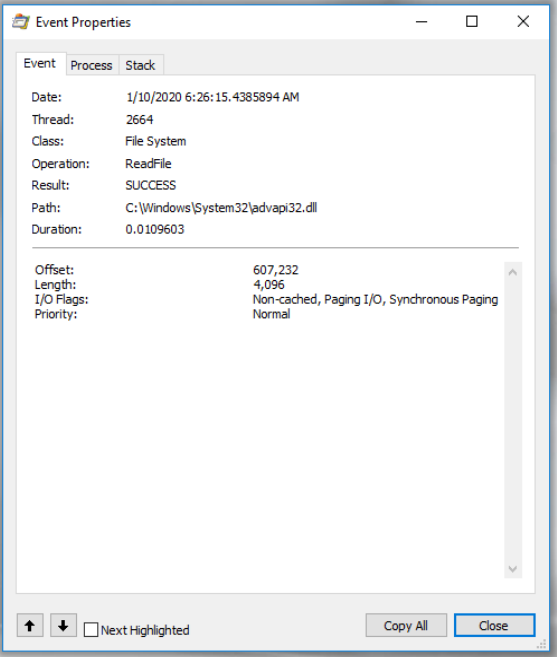 Event Properties
Event Process Stack
Date: 1/10/2020 6:26:15.4385894 AM
Thread: 2664
Class: File System
Operation: ReadFile
Result: SUCCESS
Path: C:\Windows\System32\advapi32.dll
Duration: 0.0109603
Offset: 607,232
Length: 4,096
I/O Flags: Non-cached, Paging I/O, Synchronous Paging
Priority: Normal
Next Highlighted Copy All Close